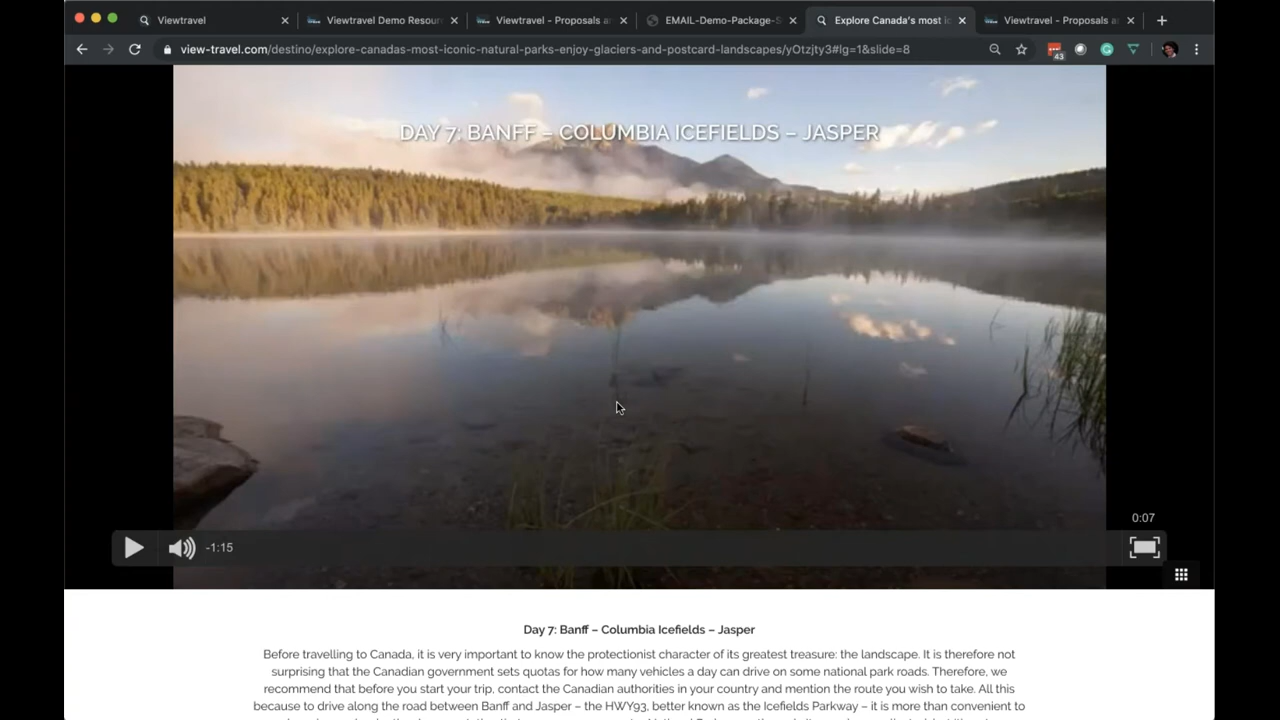 Viewtravel
Viewtravel Demo Resour
Viewtravel - Proposals a
EMAIL-Demo-Package-S
Explore Canada's most ic
Viewtravel - Proposals a
view-travel.com/destino/explore-canadas-most-iconic-natural-parks-enjoy-glaciers-and-postcard-landscapes/yOtzjty3#lg=1&slide=8
43
DAY 7: BANFF – COLUMBIA ICEFIELDS – JASPER
0:07
-1:15
Day 7: Banff – Columbia Icefields – Jasper
Before travelling to Canada, it is very important to know the protectionist character of its greatest treasure: the landscape. It is therefore not
surprising that the Canadian government sets quotas for how many vehicles a day can drive on some national park roads. Therefore, we
recommend that before you start your trip, contact the Canadian authorities in your country and mention the route you wish to take. All this
because to drive along the road between Banff and Jasper – the HWY93, better known as the Icefields Parkway – it is more than convenient to